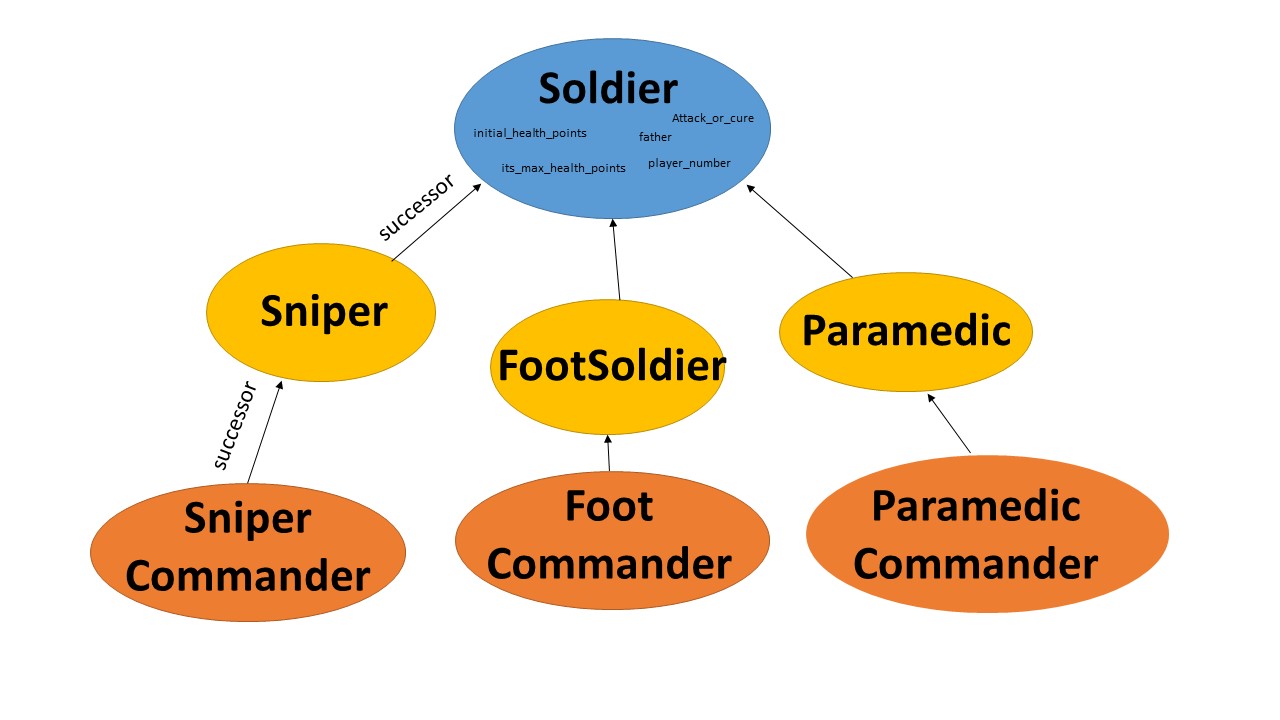 Soldier
Attack_or_cure
initial_health_points
father
its_max_health_points
player_number
successor
Sniper
FootSoldier
Paramedic
successor
Sniper
Commander
Foot
Commander
Paramedic
Commander